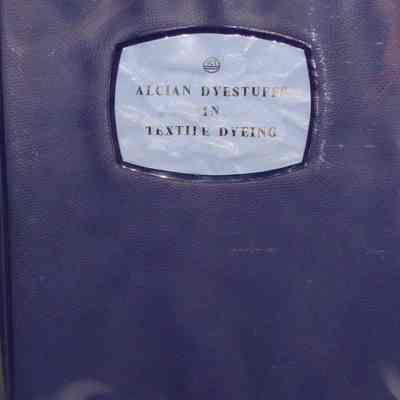 ALCIAN DYESTUFFS
IN
TEXTILE DYEING